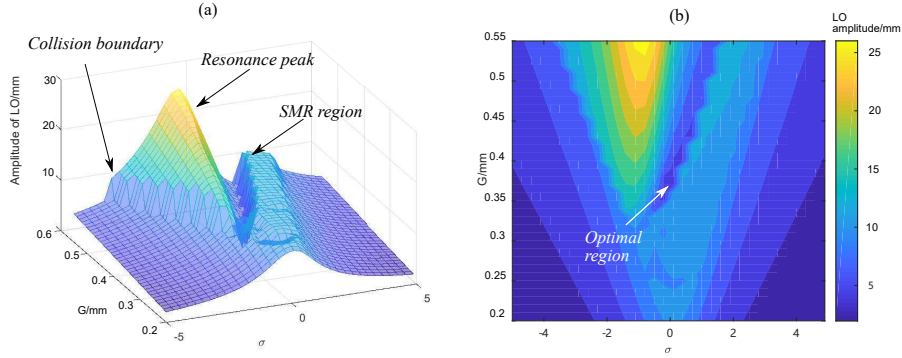 (a)
Collision boundary
Resonance peak
SMR region
Amplitude of LO/mm
30
20
10
0.6
0.5
0.4
0.3
0.2
G/mm
-5
0
5
σ
(b)
LO
amplitude/mm
G/mm
0.55
0.5
0.45
0.4
0.35
0.3
0.25
0.2
Optimal
region
-4
-2
0
2
4
σ
25
20
15
10
5